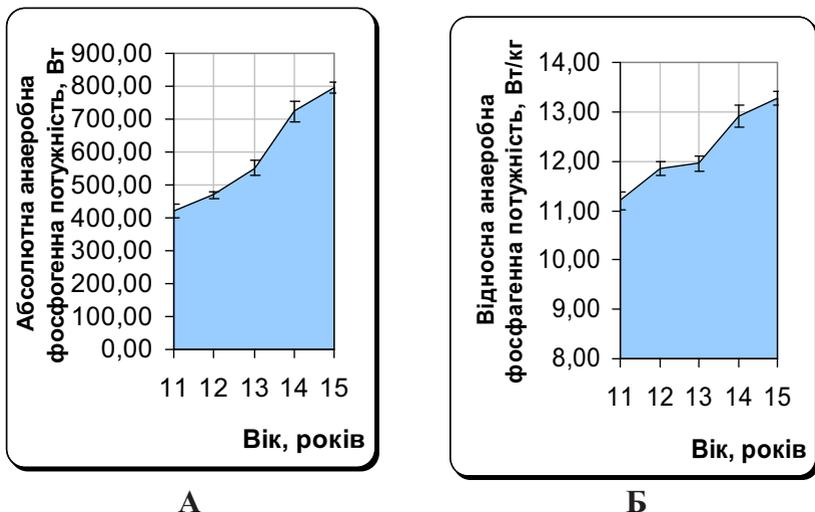 Абсолютна анаеробна
фосфогенна потужність, Вт
900,00
800,00
700,00
600,00
500,00
400,00
300,00
200,00
100,00
0,00
11 12 13 14 15
Вік, років
А
Відносна анаеробна
фосфагенна потужність, Вт/кг
14,00
13,00
12,00
11,00
10,00
9,00
8,00
11 12 13 14 15
Вік, років
Б